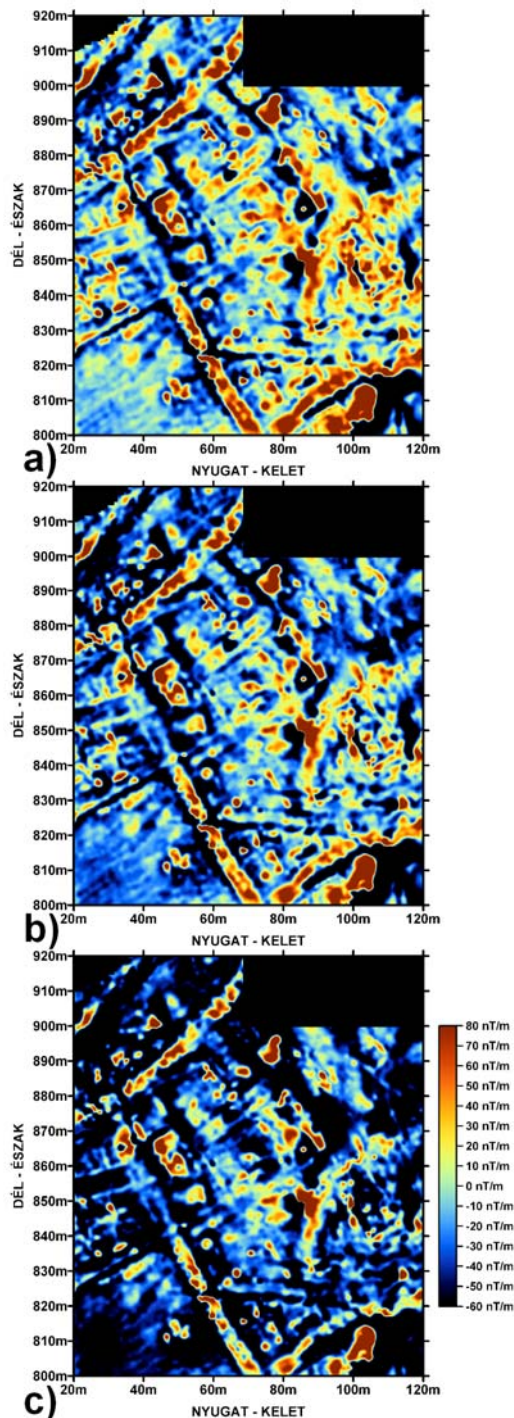 920m
910m
900m
890m
880m
870m
860m
850m
840m
830m
820m
810m
800m
DÉL - ÉSZAK
20m 40m 60m 80m 100m 120m
NYUGAT - KELET
a)
920m
910m
900m
890m
880m
870m
860m
850m
840m
830m
820m
810m
800m
DÉL - ÉSZAK
20m 40m 60m 80m 100m 120m
NYUGAT - KELET
b)
920m
910m
900m
890m
880m
870m
860m
850m
840m
830m
820m
810m
800m
DÉL - ÉSZAK
20m 40m 60m 80m 100m 120m
NYUGAT - KELET
c)
80 nT/m
70 nT/m
60 nT/m
50 nT/m
40 nT/m
30 nT/m
20 nT/m
10 nT/m
0 nT/m
-10 nT/m
-20 nT/m
-30 nT/m
-40 nT/m
-50 nT/m
-60 nT/m